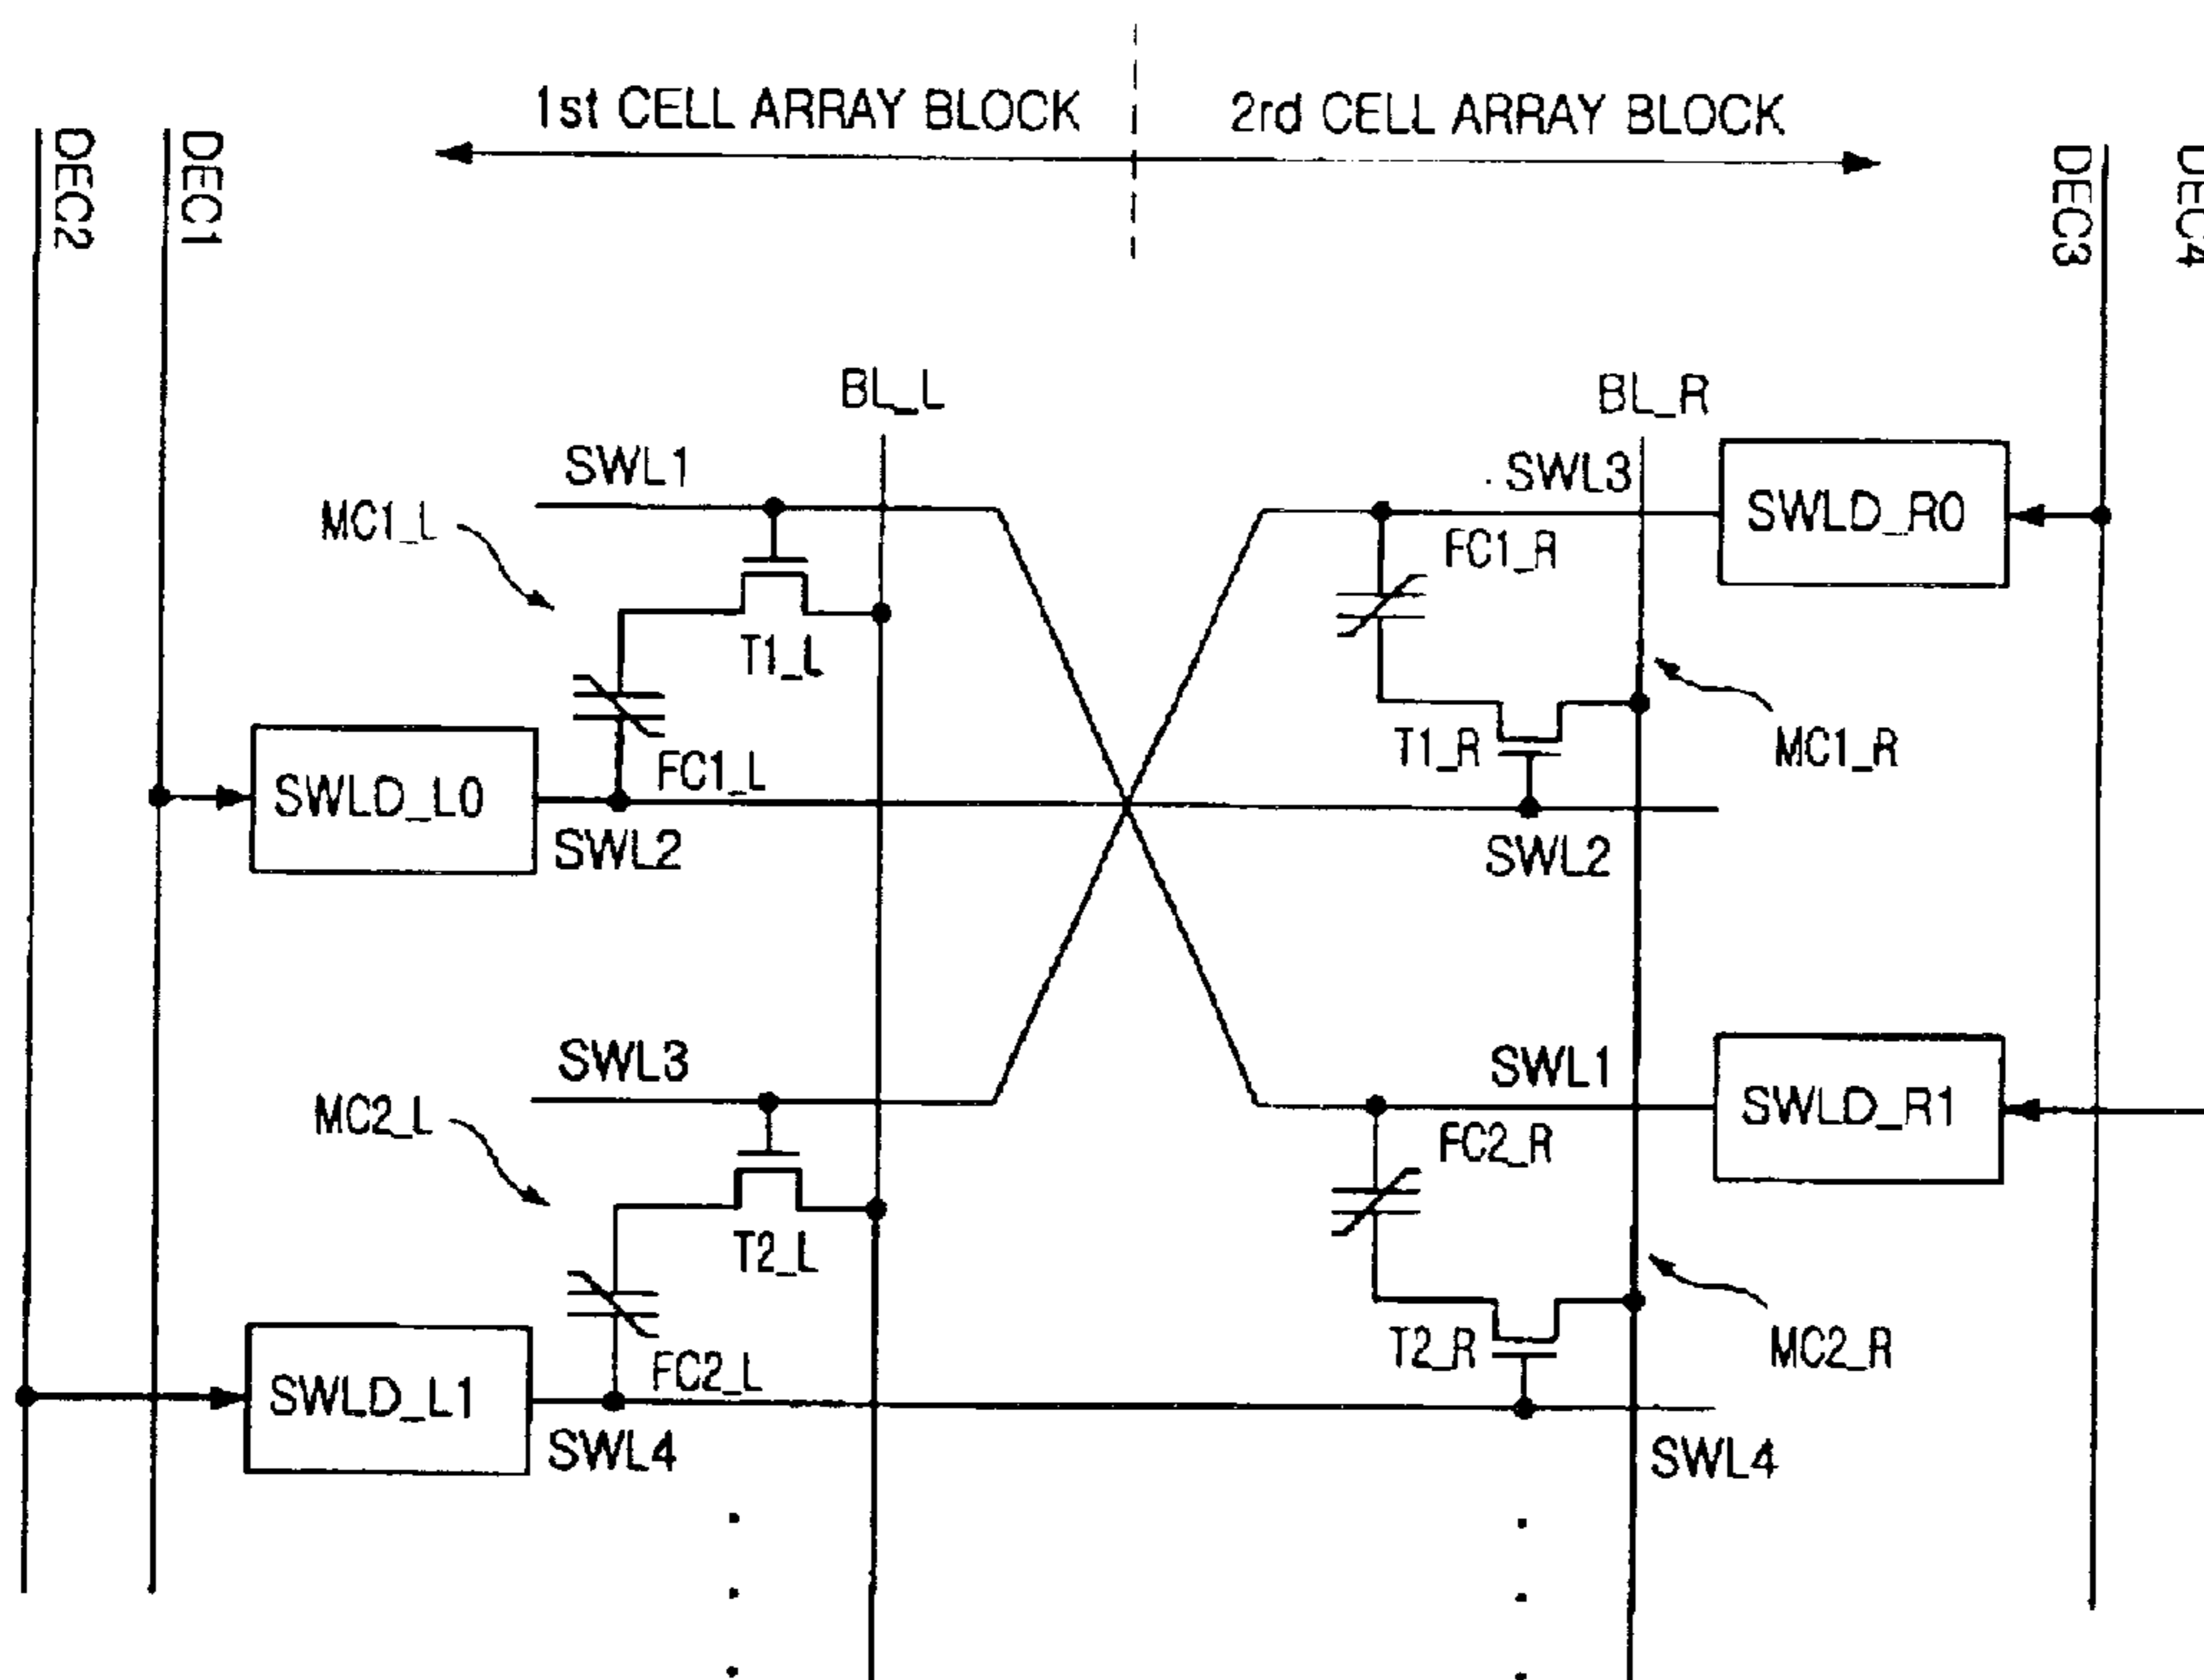 1st CELL ARRAY BLOCK
2rd CELL ARRAY BLOCK
DEC2
DEC1
DEC3
DEC4
BL_L
BL_R
SWL1
SWL3
SWLD_R0
MC1_L
FC1_R
T1_L
T1_R
MC1_R
SWLD_L0
FC1_L
SWL2
SWL2
SWL3
SWL1
SWLD_R1
MC2_L
FC2_R
T2_L
T2_R
MC2_R
SWLD_L1
FC2_L
SWL4
SWL4